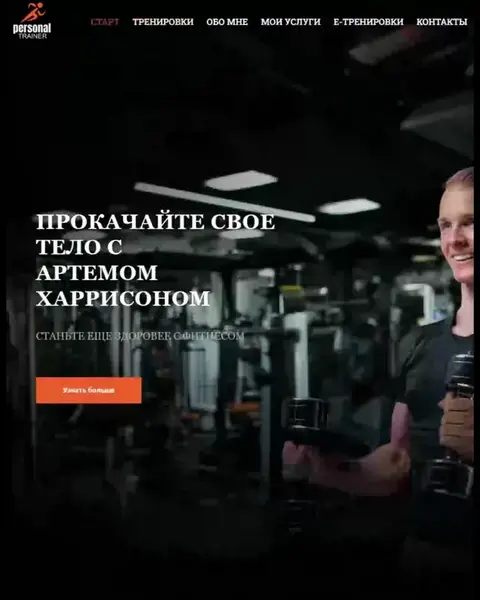 personal
TRAINER
СТАРТ ТРЕНИРОВКИ ОБО МНЕ МОИ УСЛУГИ Е-ТРЕНИРОВКИ КОНТАКТЫ
ПРОКАЧАЙТЕ СВОЕ
ТЕЛО С
АРТЕМОМ
ХАРРИСОНОМ
СТАНЬТЕ ЕЩЕ ЗДОРОВЕЕ С ФИТНЕСОМ
Узнать больше